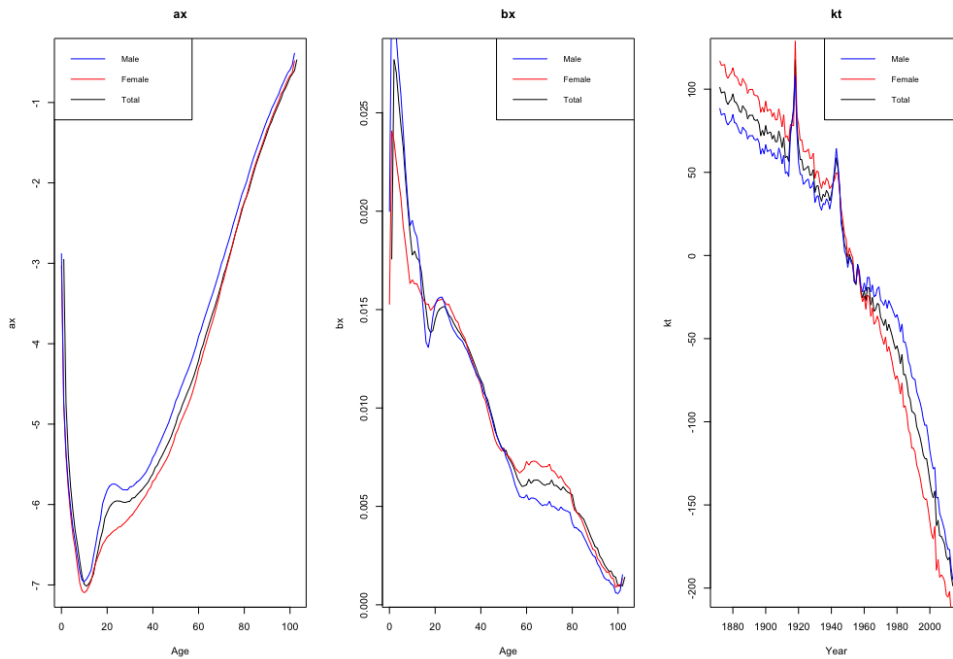 ax
Male
Female
Total
ax
-1
-2
-3
-4
-5
-6
-7
0 20 40 60 80 100
Age
bx
Male
Female
Total
bx
0.025
0.020
0.015
0.010
0.005
0.000
0 20 40 60 80 100
Age
kt
Male
Female
Total
kt
100
50
0
-50
-100
-150
-200
1880 1900 1920 1940 1960 1980 2000
Year